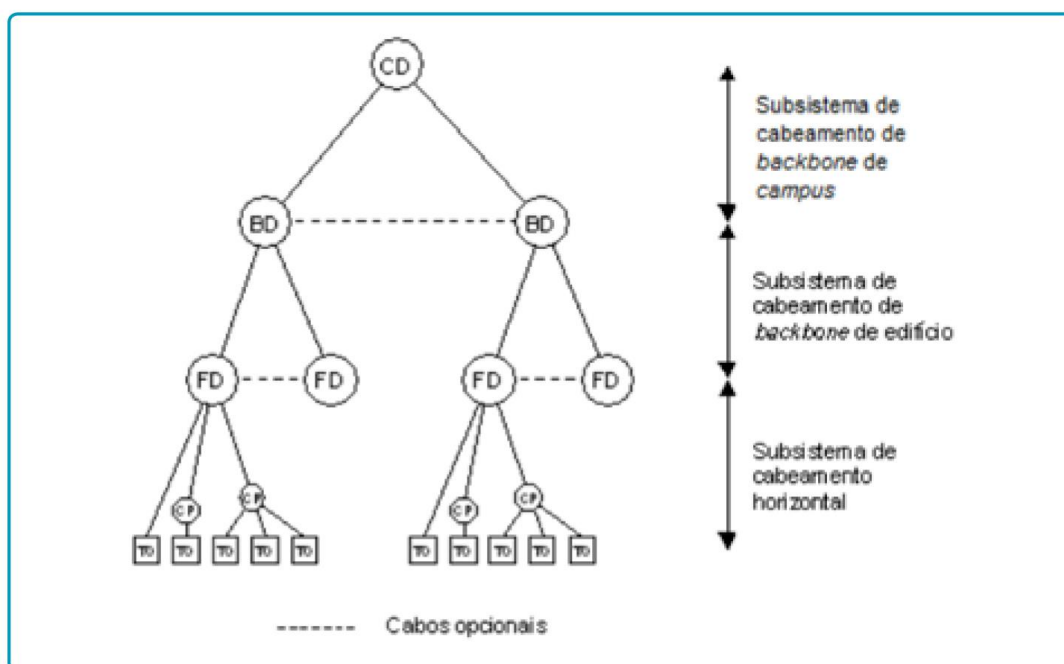 CD
Subsistema de
cabeamento de
backbone de
campus
BD BD
Subsistema de
cabeamento de
backbone de edifício
FD FD FD FD
Subsistema de
cabeamento
horizontal
CP CP CP CP
TO TO TO TO TO TO TO TO TO TO
Cabos opcionais